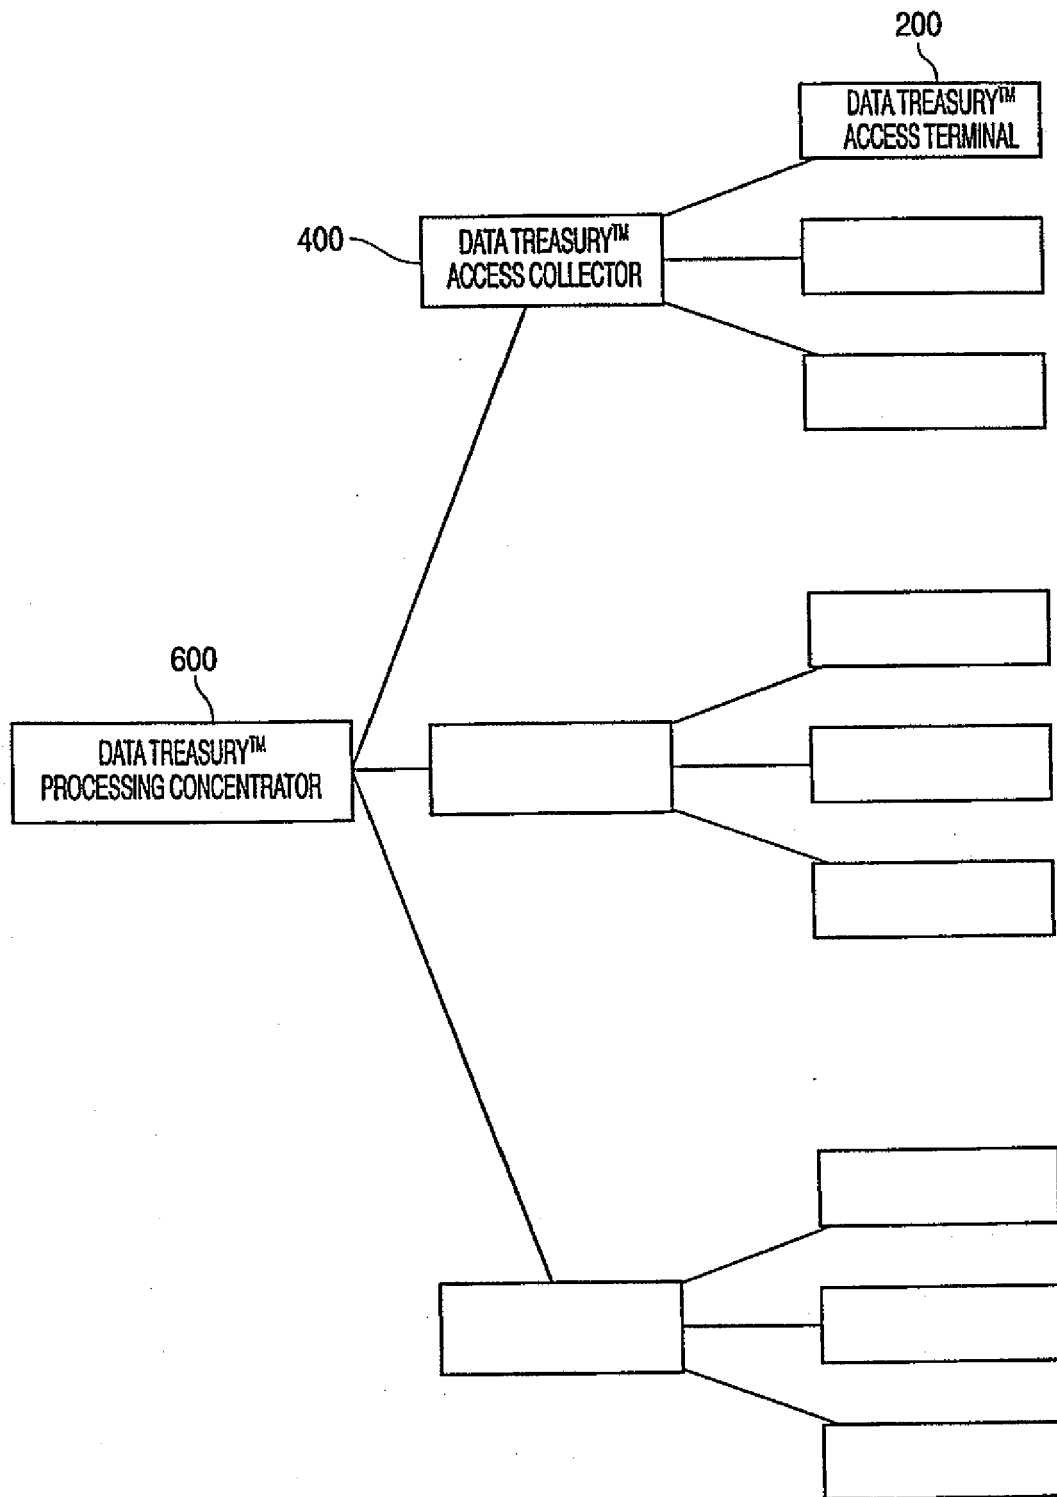 200
DATA TREASURY™
ACCESS TERMINAL
400
DATA TREASURY™
ACCESS COLLECTOR
600
DATA TREASURY™
PROCESSING CONCENTRATOR